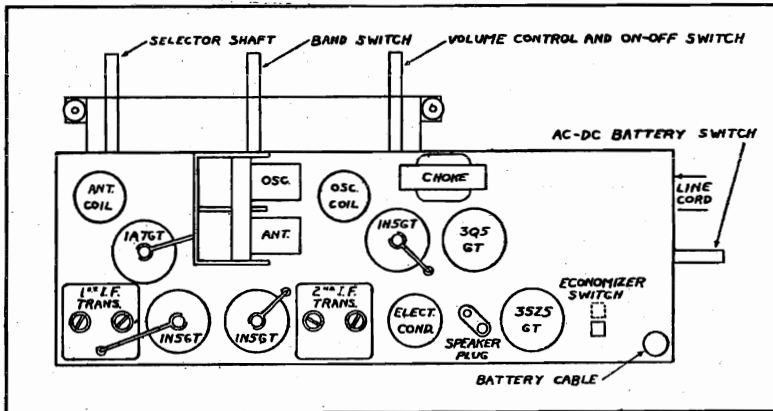 SELECTOR SHAFT
BAND SWITCH
VOLUME CONTROL AND ON-OFF SWITCH
AC-DC BATTERY SWITCH
ANT.
COIL
OSC.
OSC.
COIL
CHOKE
LINE
CORD
1A7GT
ANT.
1N5GT
3Q5
GT
1ST I.F.
TRANS.
2ND I.F.
TRANS.
ECONOMIZER
SWITCH
1N5GT
1N5GT
ELECT.
COND.
SPEAKER
PLUG
35Z5
GT
BATTERY CABLE